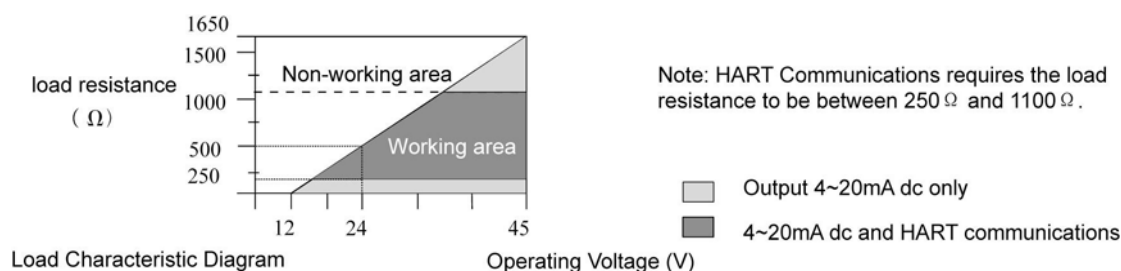 1650
1500
load resistance
( Ω)
1000
500
250
Non-working area
Working area
12
24
45
Load Characteristic Diagram
Operating Voltage (V)
Note: HART Communications requires the load
resistance to be between 250Ω and 1100Ω.
Output 4~20mA dc only
4~20mA dc and HART communications